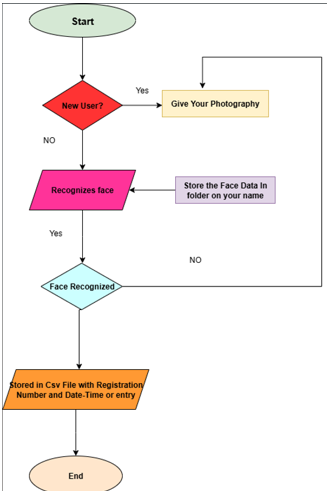 Start
Yes
New User?
Give Your Photography
NO
Recognizes face
Store the Face Data In
folder on your name
Yes
NO
Face Recognized
Stored in Csv File with Registration
Number and Date-Time or entry
End